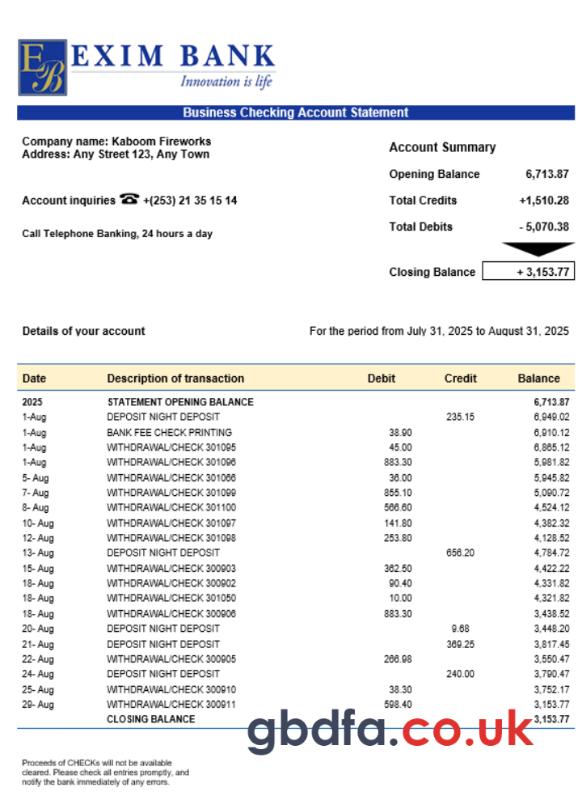 EB EXIM BANK
Innovation is life
Business Checking Account Statement
Company name: Kaboom Fireworks
Address: Any Street 123, Any Town
Account inquiries ☎ +(253) 21 35 15 14
Call Telephone Banking, 24 hours a day
Account Summary
Opening Balance 6,713.87
Total Credits +1,510.28
Total Debits - 5,070.38
Closing Balance + 3,153.77
Details of your account For the period from July 31, 2025 to August 31, 2025
Date Description of transaction Debit Credit Balance
2025 STATEMENT OPENING BALANCE 6,713.87
1-Aug DEPOSIT NIGHT DEPOSIT 235.15 6,949.02
1-Aug BANK FEE CHECK PRINTING 38.90 6,910.12
1-Aug WITHDRAWAL/CHECK 301095 45.00 6,865.12
1-Aug WITHDRAWAL/CHECK 301096 883.30 5,981.82
5- Aug WITHDRAWAL/CHECK 301066 36.00 5,945.82
7- Aug WITHDRAWAL/CHECK 301099 855.10 5,090.72
8- Aug WITHDRAWAL/CHECK 301100 566.60 4,524.12
10- Aug WITHDRAWAL/CHECK 301097 141.80 4,382.32
12- Aug WITHDRAWAL/CHECK 301098 253.80 4,128.52
13- Aug DEPOSIT NIGHT DEPOSIT 656.20 4,784.72
15- Aug WITHDRAWAL/CHECK 300903 362.50 4,422.22
18- Aug WITHDRAWAL/CHECK 300902 90.40 4,331.82
18- Aug WITHDRAWAL/CHECK 301050 10.00 4,321.82
18- Aug WITHDRAWAL/CHECK 300906 883.30 3,438.52
20- Aug DEPOSIT NIGHT DEPOSIT 9.68 3,448.20
21- Aug DEPOSIT NIGHT DEPOSIT 369.25 3,817.45
22- Aug WITHDRAWAL/CHECK 300905 266.98 3,550.47
24- Aug DEPOSIT NIGHT DEPOSIT 240.00 3,790.47
25- Aug WITHDRAWAL/CHECK 300910 38.30 3,752.17
29- Aug WITHDRAWAL/CHECK 300911 598.40 3,153.77
CLOSING BALANCE 3,153.77
gbdfa.co.uk
Proceeds of CHECKs will not be available
cleared. Please check all entries promptly, and
notify the bank immediately of any errors.